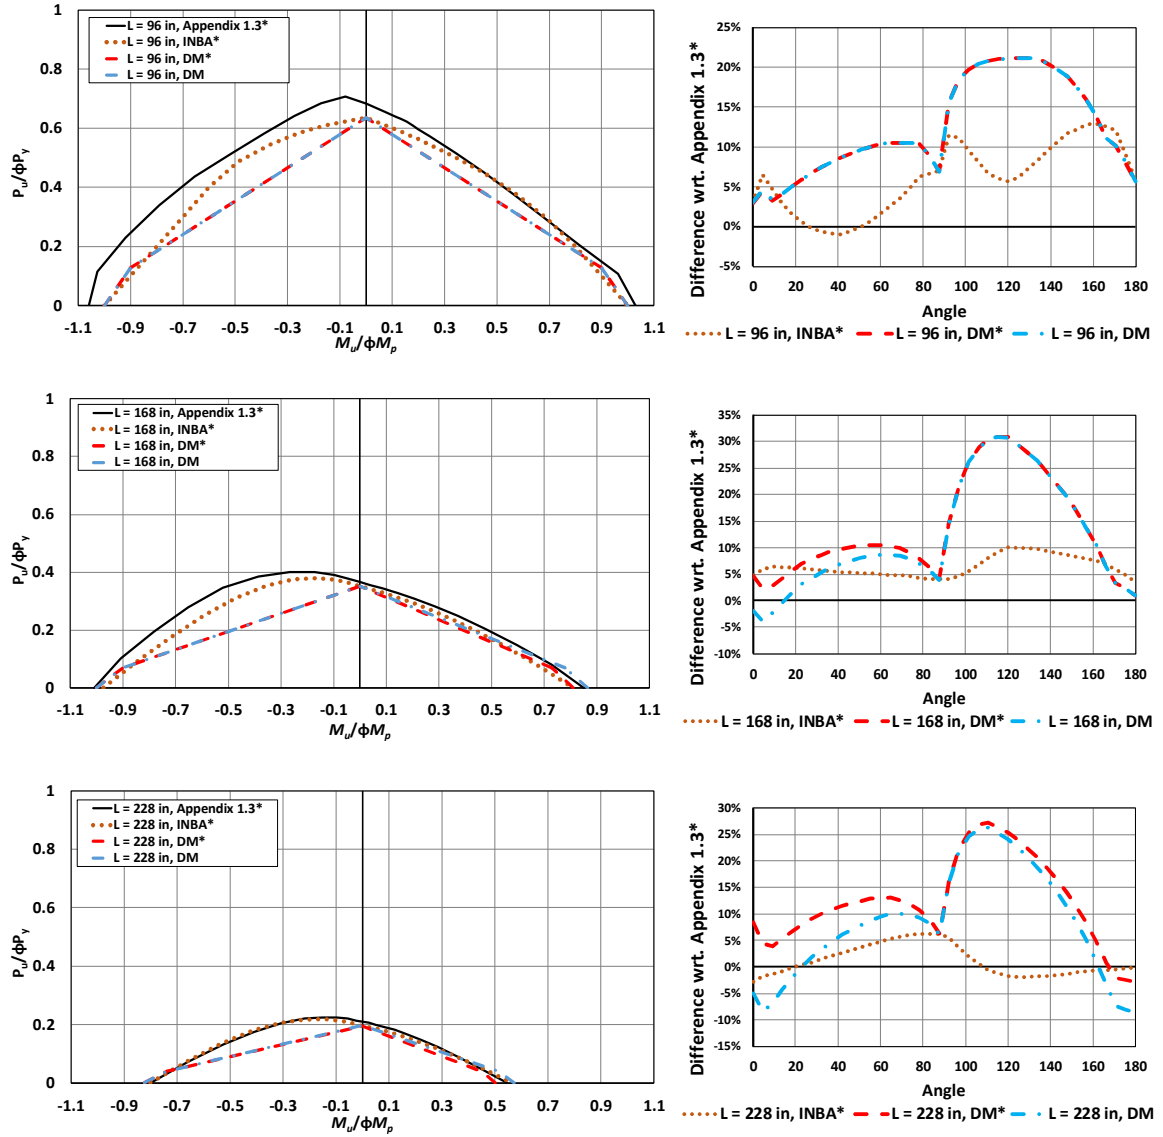 L = 96 in, Appendix 1.3*
L = 96 in, INBA*
L = 96 in, DM*
L = 96 in, DM
1
0.8
0.6
0.4
0.2
0
Pu/ϕPy
-1.1 -0.9 -0.7 -0.5 -0.3 -0.1 0.1 0.3 0.5 0.7 0.9 1.1
Mu/ϕMp
Difference wrt. Appendix 1.3*
25%
20%
15%
10%
5%
0%
-5%
0 20 40 60 80 100 120 140 160 180
Angle
L = 96 in, INBA* L = 96 in, DM* L = 96 in, DM
L = 168 in, Appendix 1.3*
L = 168 in, INBA*
L = 168 in, DM*
L = 168 in, DM
1
0.8
0.6
0.4
0.2
0
Pu/ϕPy
-1.1 -0.9 -0.7 -0.5 -0.3 -0.1 0.1 0.3 0.5 0.7 0.9 1.1
Mu/ϕMp
Difference wrt. Appendix 1.3*
35%
30%
25%
20%
15%
10%
5%
0%
-5%
-10%
0 20 40 60 80 100 120 140 160 180
Angle
L = 168 in, INBA* L = 168 in, DM* L = 168 in, DM
L = 228 in, Appendix 1.3*
L = 228 in, INBA*
L = 228 in, DM*
L = 228 in, DM
1
0.8
0.6
0.4
0.2
0
Pu/ϕPy
-1.1 -0.9 -0.7 -0.5 -0.3 -0.1 0.1 0.3 0.5 0.7 0.9 1.1
Mu/ϕMp
Difference wrt. Appendix 1.3*
30%
25%
20%
15%
10%
5%
0%
-5%
-10%
-15%
0 20 40 60 80 100 120 140 160 180
Angle
L = 228 in, INBA* L = 228 in, DM* L = 228 in, DM